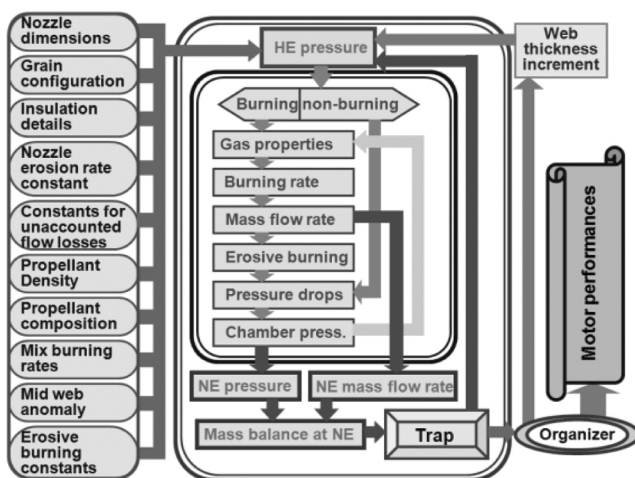 Nozzle
dimensions
Grain
configuration
Insulation
details
Nozzle
erosion rate
constant
Constants for
unaccounted
flow losses
Propellant
Density
Propellant
composition
Mix burning
rates
Mid web
anomaly
Erosive
burning
constants
HE pressure
Burning non-burning
Gas properties
Burning rate
Mass flow rate
Erosive burning
Pressure drops
Chamber press.
NE pressure
NE mass flow rate
Mass balance at NE
Trap
Web
thickness
increment
Motor performances
Organizer